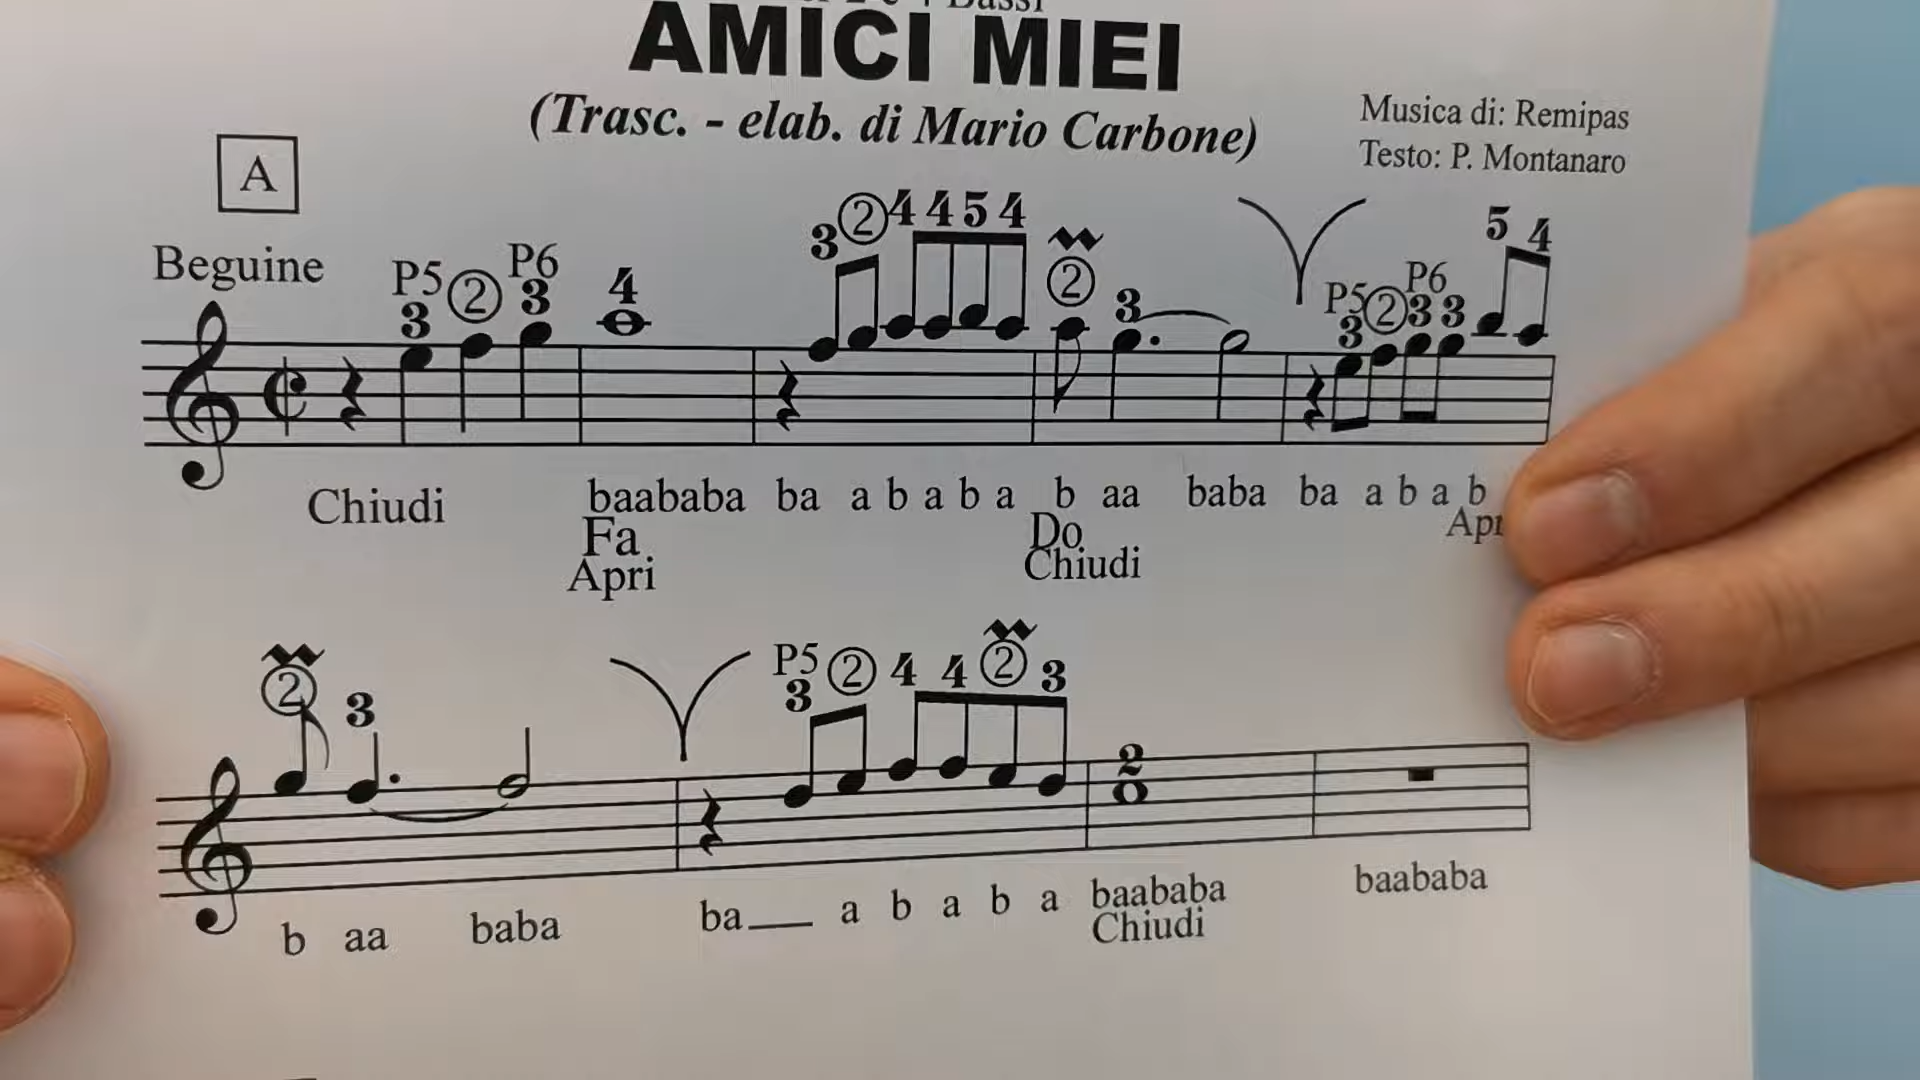 Bassi
AMICI MIEI
(Trasc. - elab. di Mario Carbone)
Musica di: Remipas
Testo: P. Montanaro
A
Beguine
P5 P6
3 ② 3 4 3 ② 4 4 5 4 ② 3 3 ② 3 3 5 4
P5 P6
Chiudi baababa ba a b a b a b aa baba ba a b a b
Fa Do
Apri Chiudi
② 3 3 ② 4 4 ② 3 2
P5
b aa baba ba__ a b a b a baababa baababa
Chiudi